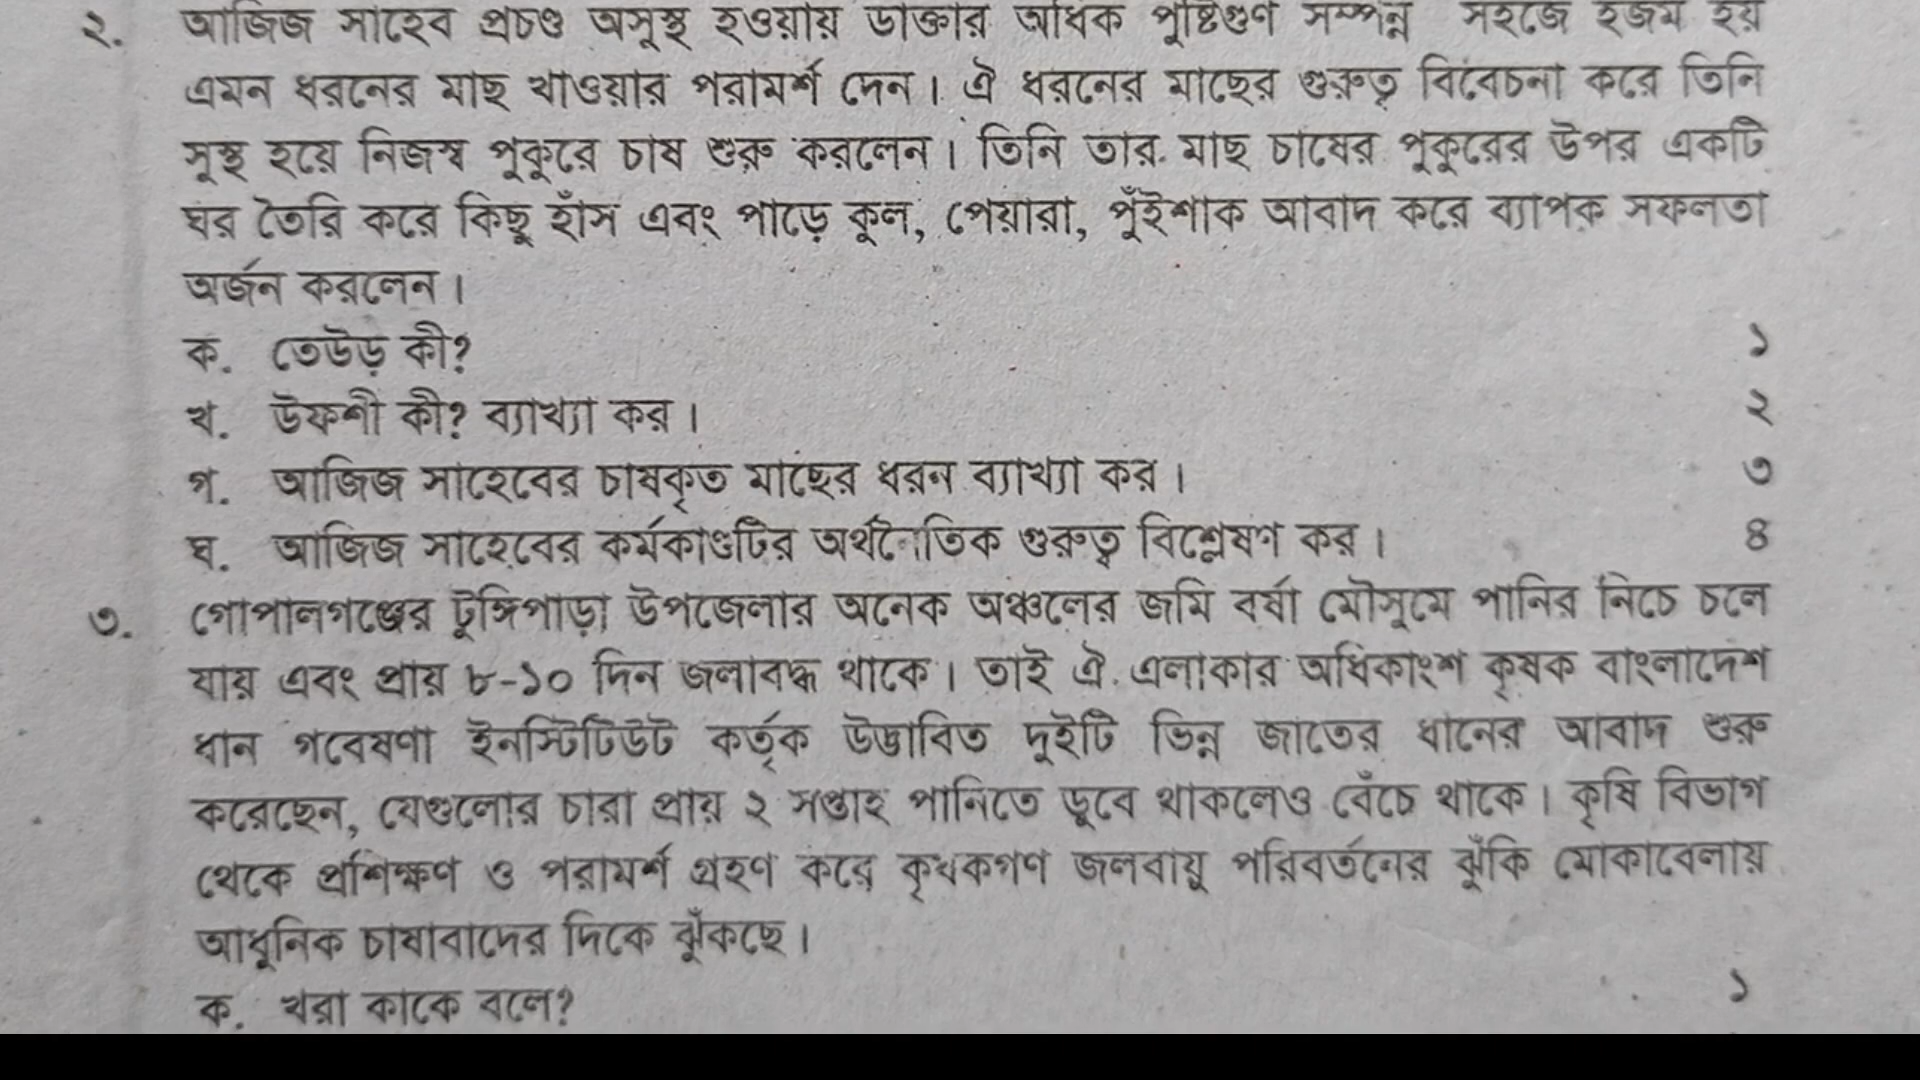 ২. আজিজ সাহেব প্রচণ্ড অসুস্থ হওয়ায় ডাক্তার অধিক পুষ্টিগুণ সম্পন্ন সহজে হজম হয়
এমন ধরনের মাছ খাওয়ার পরামর্শ দেন। ঐ ধরনের মাছের গুরুত্ব বিবেচনা করে তিনি
সুস্থ হয়ে নিজস্ব পুকুরে চাষ শুরু করলেন। তিনি তার মাছ চাষের পুকুরের উপর একটি
ঘর তৈরি করে কিছু হাঁস এবং পাড়ে কুল, পেয়ারা, পুঁইশাক আবাদ করে ব্যাপক সফলতা
অর্জন করলেন।
ক. তেউড় কী? ১
খ. উফশী কী? ব্যাখ্যা কর। ২
গ. আজিজ সাহেবের চাষকৃত মাছের ধরন ব্যাখ্যা কর। ৩
ঘ. আজিজ সাহেবের কর্মকাণ্ডটির অর্থনৈতিক গুরুত্ব বিশ্লেষণ কর। 8
৩. গোপালগঞ্জের টুঙ্গিপাড়া উপজেলার অনেক অঞ্চলের জমি বর্ষা মৌসুমে পানির নিচে চলে
যায় এবং প্রায় ৮-১০ দিন জলাবদ্ধ থাকে। তাই ঐ এলাকার অধিকাংশ কৃষক বাংলাদেশ
ধান গবেষণা ইনস্টিটিউট কর্তৃক উদ্ভাবিত দুইটি ভিন্ন জাতের ধানের আবাদ শুরু
করেছেন, যেগুলোর চারা প্রায় ২ সপ্তাহ পানিতে ডুবে থাকলেও বেঁচে থাকে। কৃষি বিভাগ
থেকে প্রশিক্ষণ ও পরামর্শ গ্রহণ করে কৃষকগণ জলবায়ু পরিবর্তনের ঝুঁকি মোকাবেলায়
আধুনিক চাষাবাদের দিকে ঝুঁকছে।
ক. খরা কাকে বলে? ১